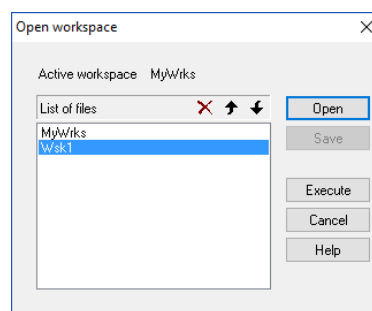 Open workspace
Active workspace MyWrks
List of files
Open
MyWrks
Save
Wsk1
Execute
Cancel
Help